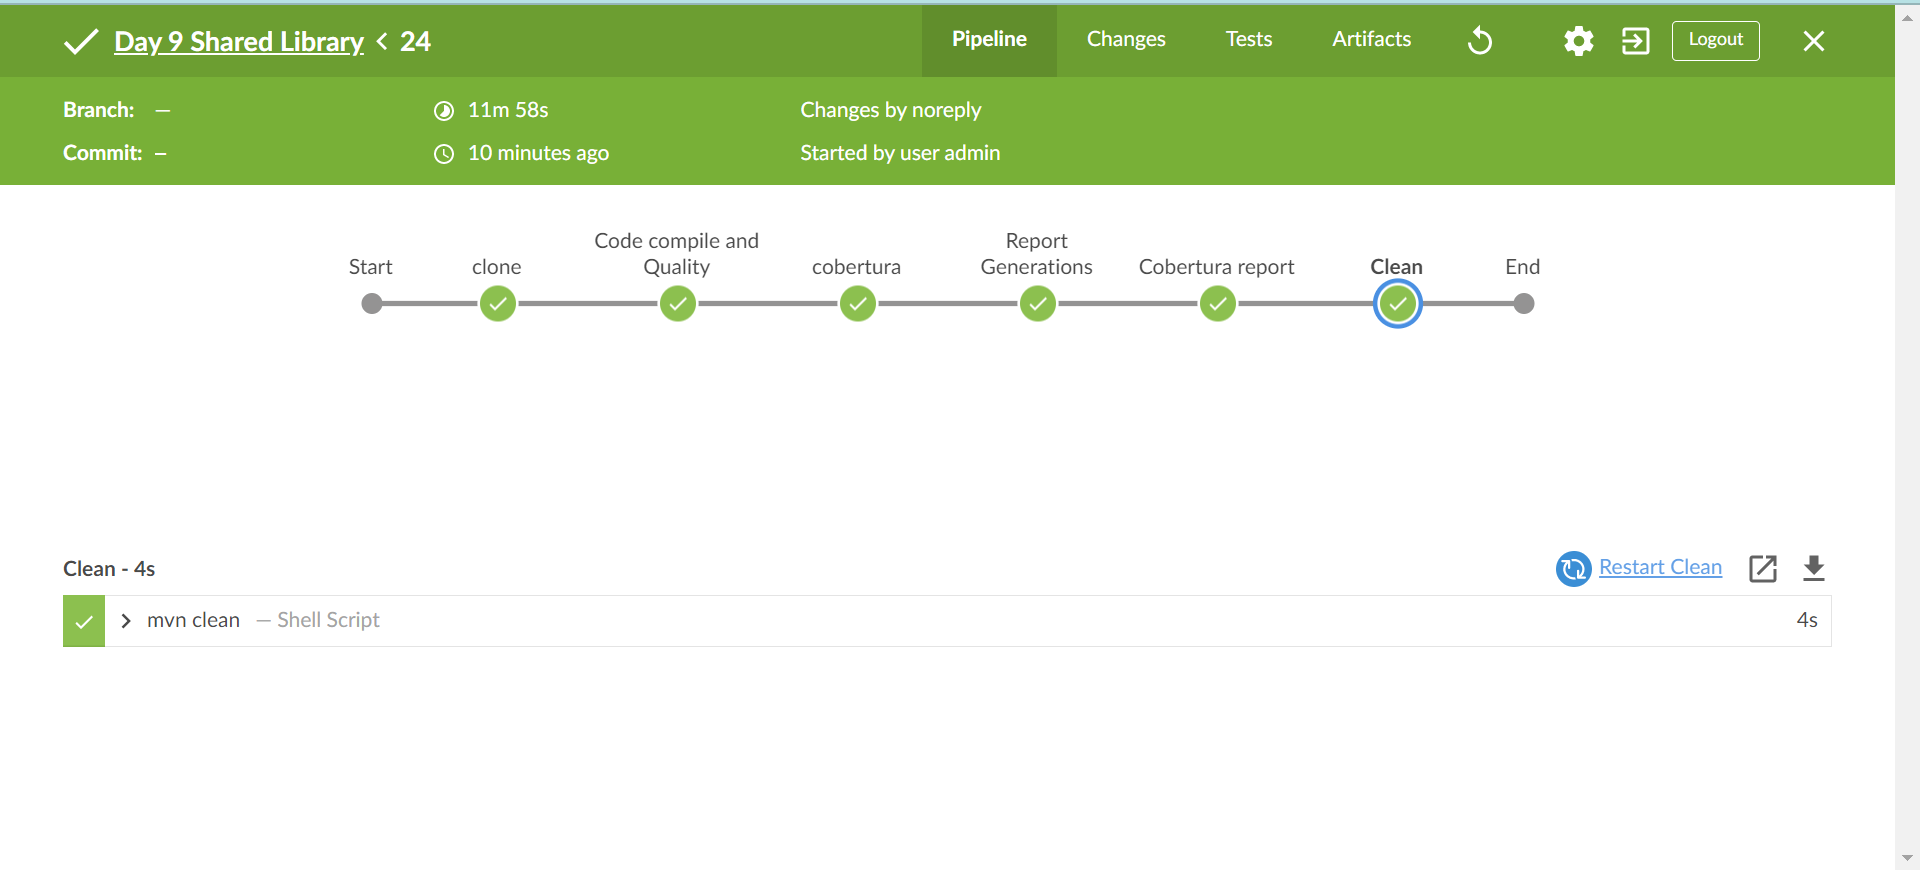 Day 9 Shared Library < 24
Pipeline
Changes
Tests
Artifacts
Logout
Branch: —
11m 58s
Changes by noreply
Commit: –
10 minutes ago
Started by user admin
Start
clone
Code compile and
Quality
cobertura
Report
Generations
Cobertura report
Clean
End
Clean - 4s
Restart Clean
mvn clean — Shell Script
4s